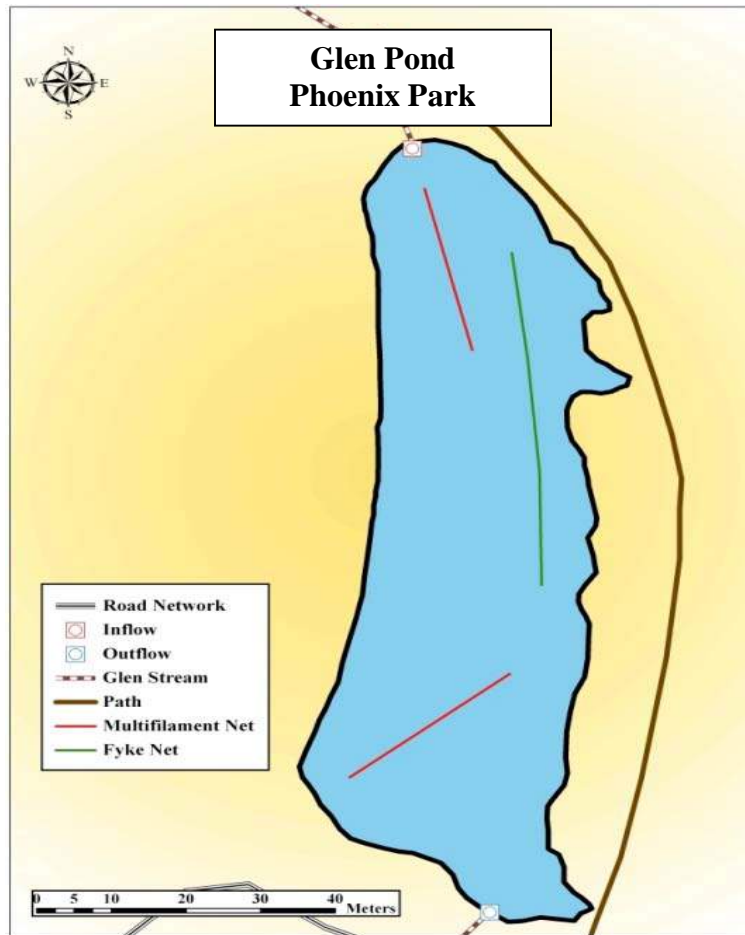 Glen Pond
Phoenix Park
N
W E
S
Road Network
Inflow
Outflow
Glen Stream
Path
Multifilament Net
Fyke Net
0 5 10 20 30 40
Meters